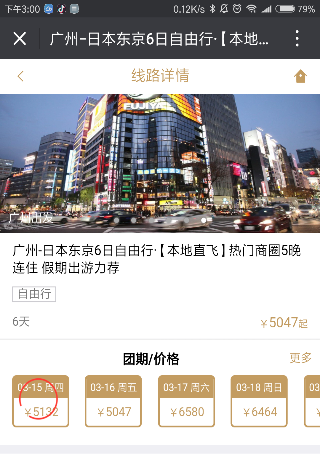 下午3:00
0.12K/s
79%
广州-日本东京6日自由行·【本地...
线路详情
FUJIYA
广州出发
广州-日本东京6日自由行·【本地直飞】热门商圈5晚
连住 假期出游力荐
自由行
6天
￥5047起
团期/价格
更多
03-15 周四
03-16 周五
03-17 周六
03-18 周日
￥5132
￥5047
￥6580
￥6464